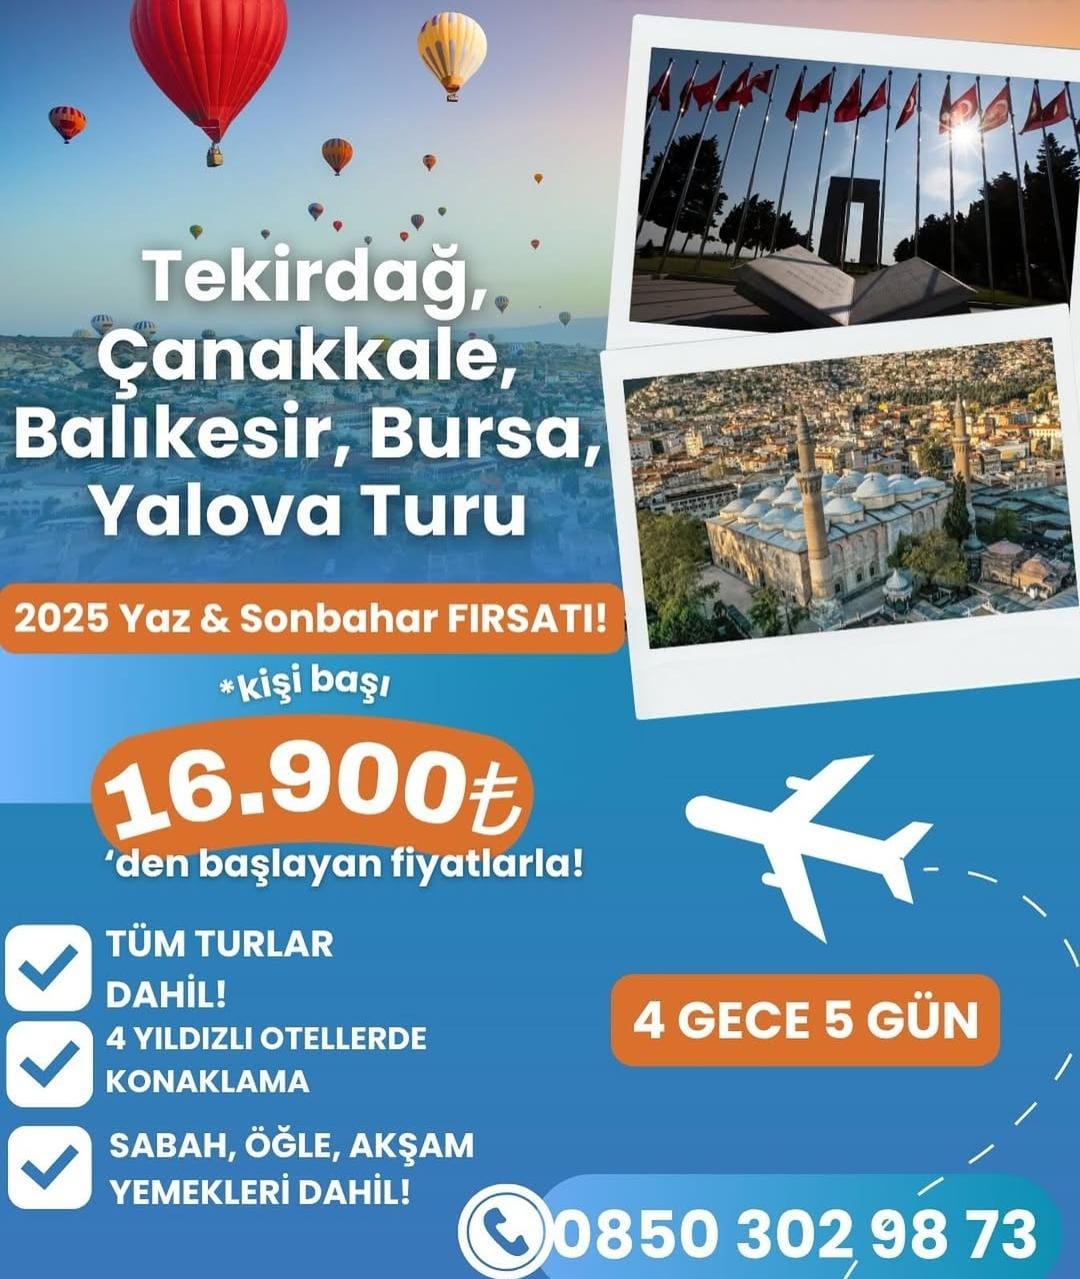 Tekirdağ,
Çanakkale,
Balıkesir, Bursa,
Yalova Turu
2025 Yaz & Sonbahar FIRSATI!
*kişi başı
16.900₺
‘den başlayan fiyatlarla!
TÜM TURLAR
DAHİL!
4 YILDIZLI OTELLERDE
KONAKLAMA
SABAH, ÖĞLE, AKŞAM
YEMEKLERİ DAHİL!
4 GECE 5 GÜN
0850 302 98 73